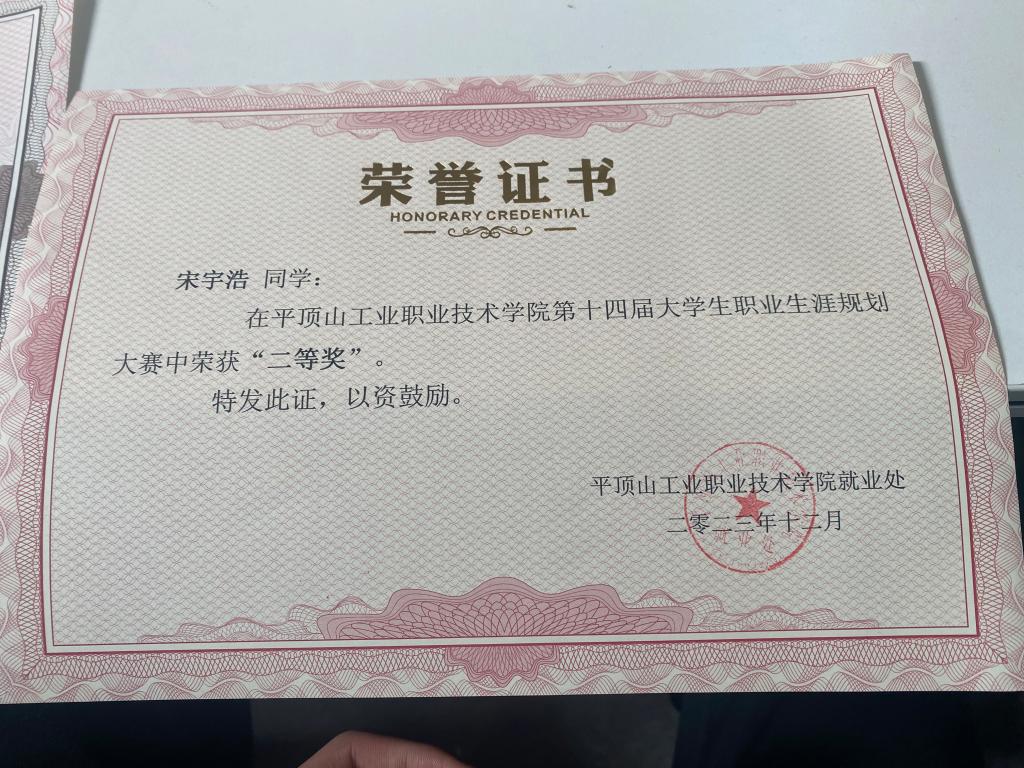 荣誉证书
HONORARY CREDENTIAL
宋宇浩 同学：
在平顶山工业职业技术学院第十四届大学生职业生涯规划
大赛中荣获“二等奖”。
特发此证，以资鼓励。
平顶山工业职业技术学院就业处
二零二三年十二月
就业处